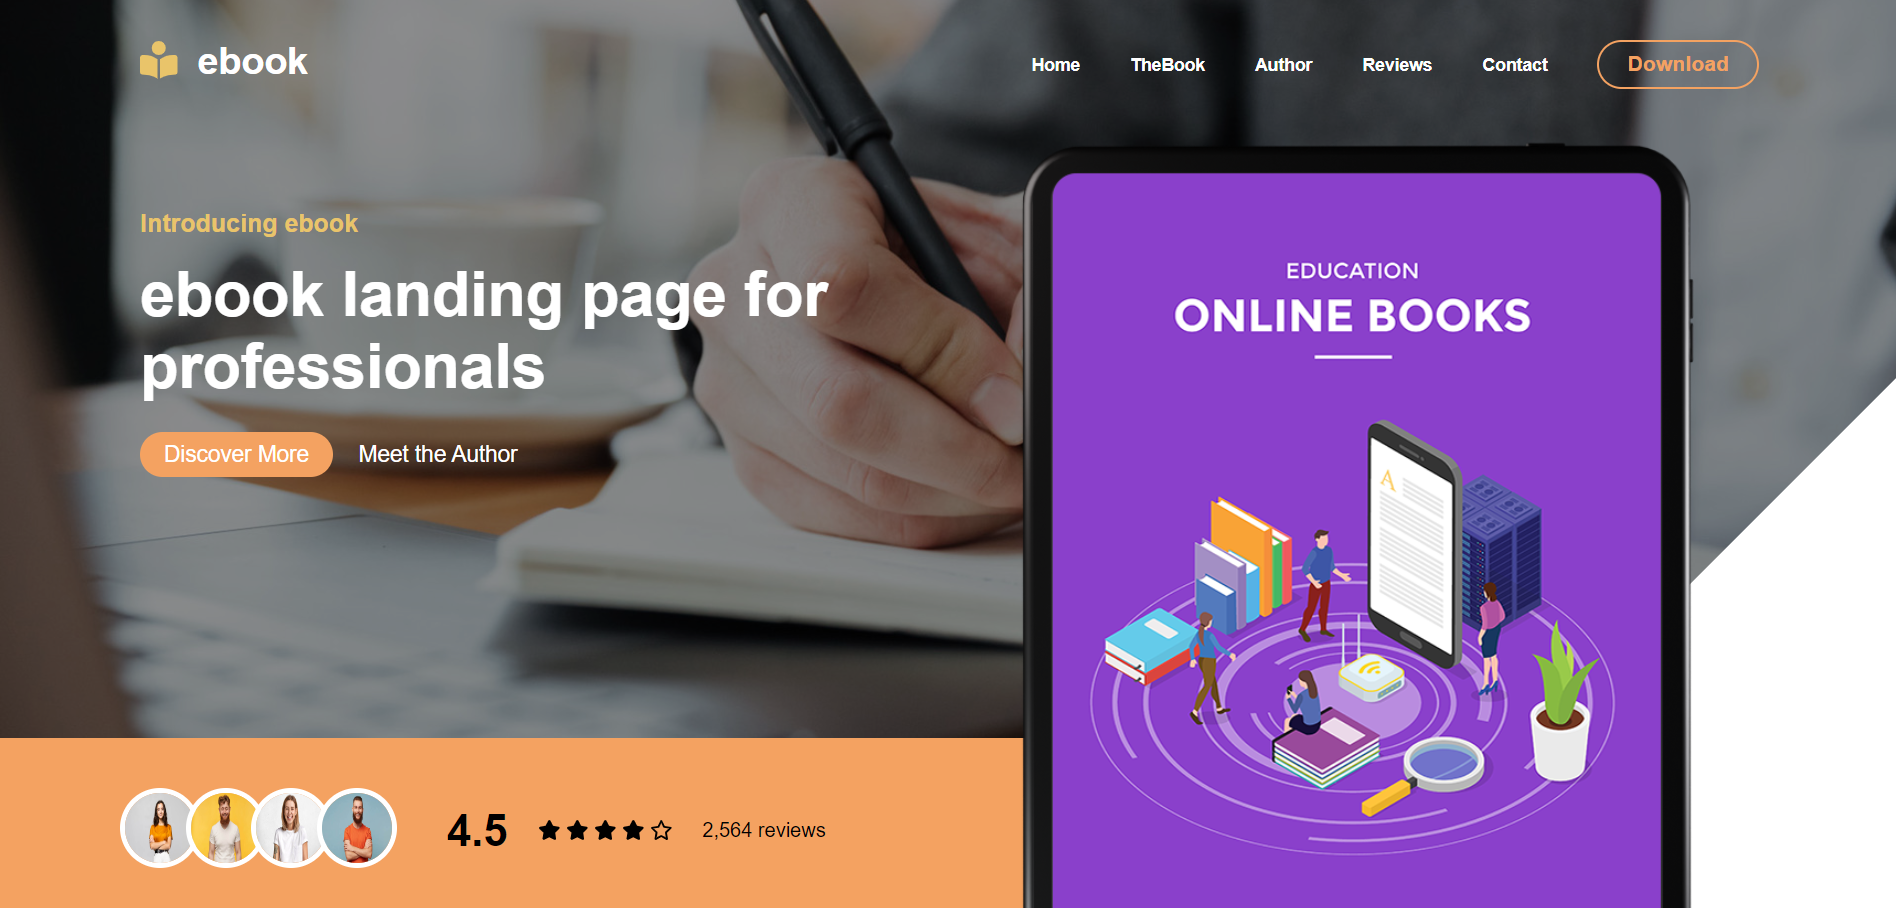 ebook
Home TheBook Author Reviews Contact Download
Introducing ebook
ebook landing page for
professionals
Discover More Meet the Author
EDUCATION
ONLINE BOOKS
A
4.5 2,564 reviews